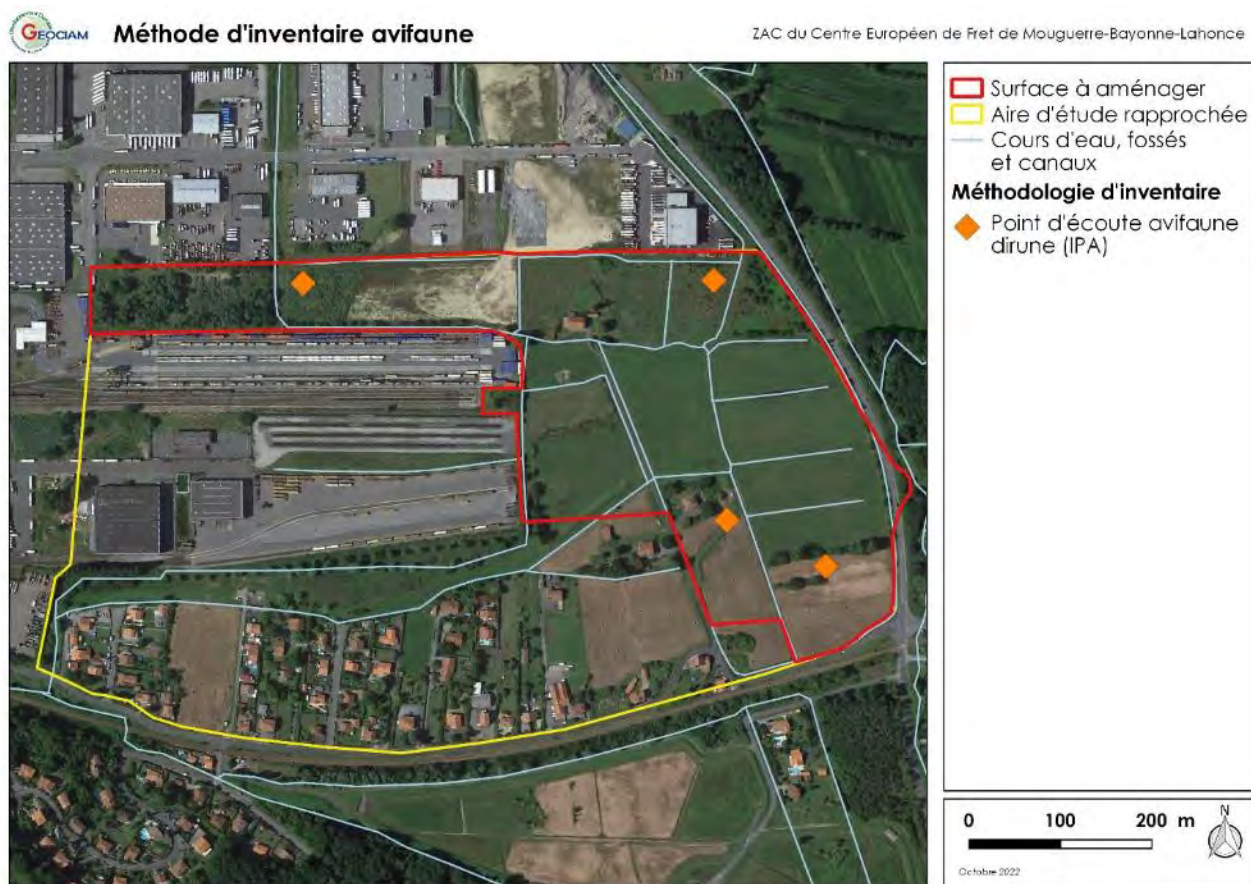 GEOCIAM
Méthode d'inventaire avifaune
ZAC du Centre Européen de Fret de Mouguerre-Bayonne-Lahonce
Surface à aménager
Aire d'étude rapprochée
Cours d'eau, fossés
et canaux
Méthodologie d'inventaire
Point d'écoute avifaune
dirune (IPA)
0 100 200 m
N
Octobre 2022